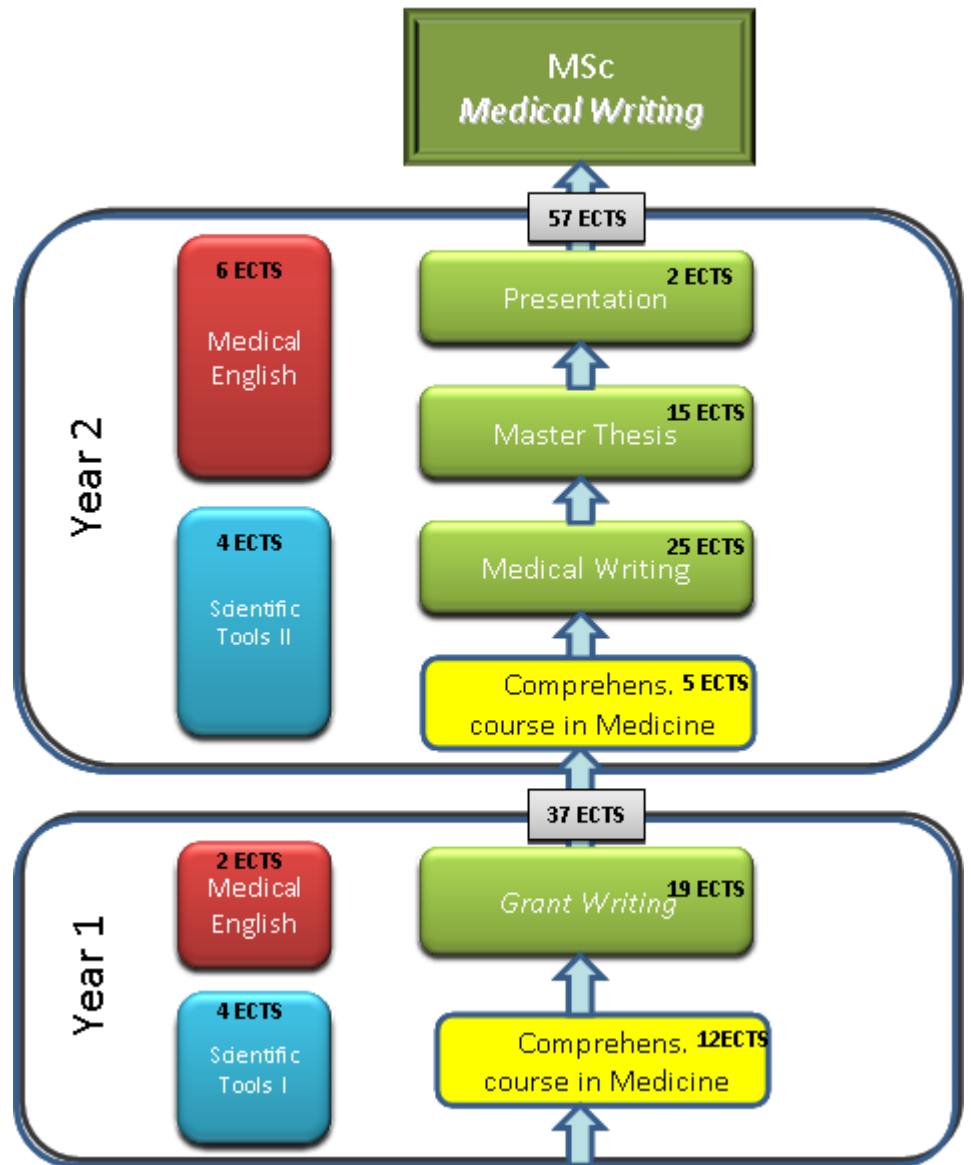 MSc
Medical Writing
57 ECTS
Year 2
6 ECTS
Medical
English
4 ECTS
Scientific
Tools II
2 ECTS
Presentation
15 ECTS
Master Thesis
25 ECTS
Medical Writing
Comprehens. 5 ECTS
course in Medicine
37 ECTS
Year 1
2 ECTS
Medical
English
4 ECTS
Scientific
Tools I
Grant Writing 19 ECTS
Comprehens. 12ECTS
course in Medicine